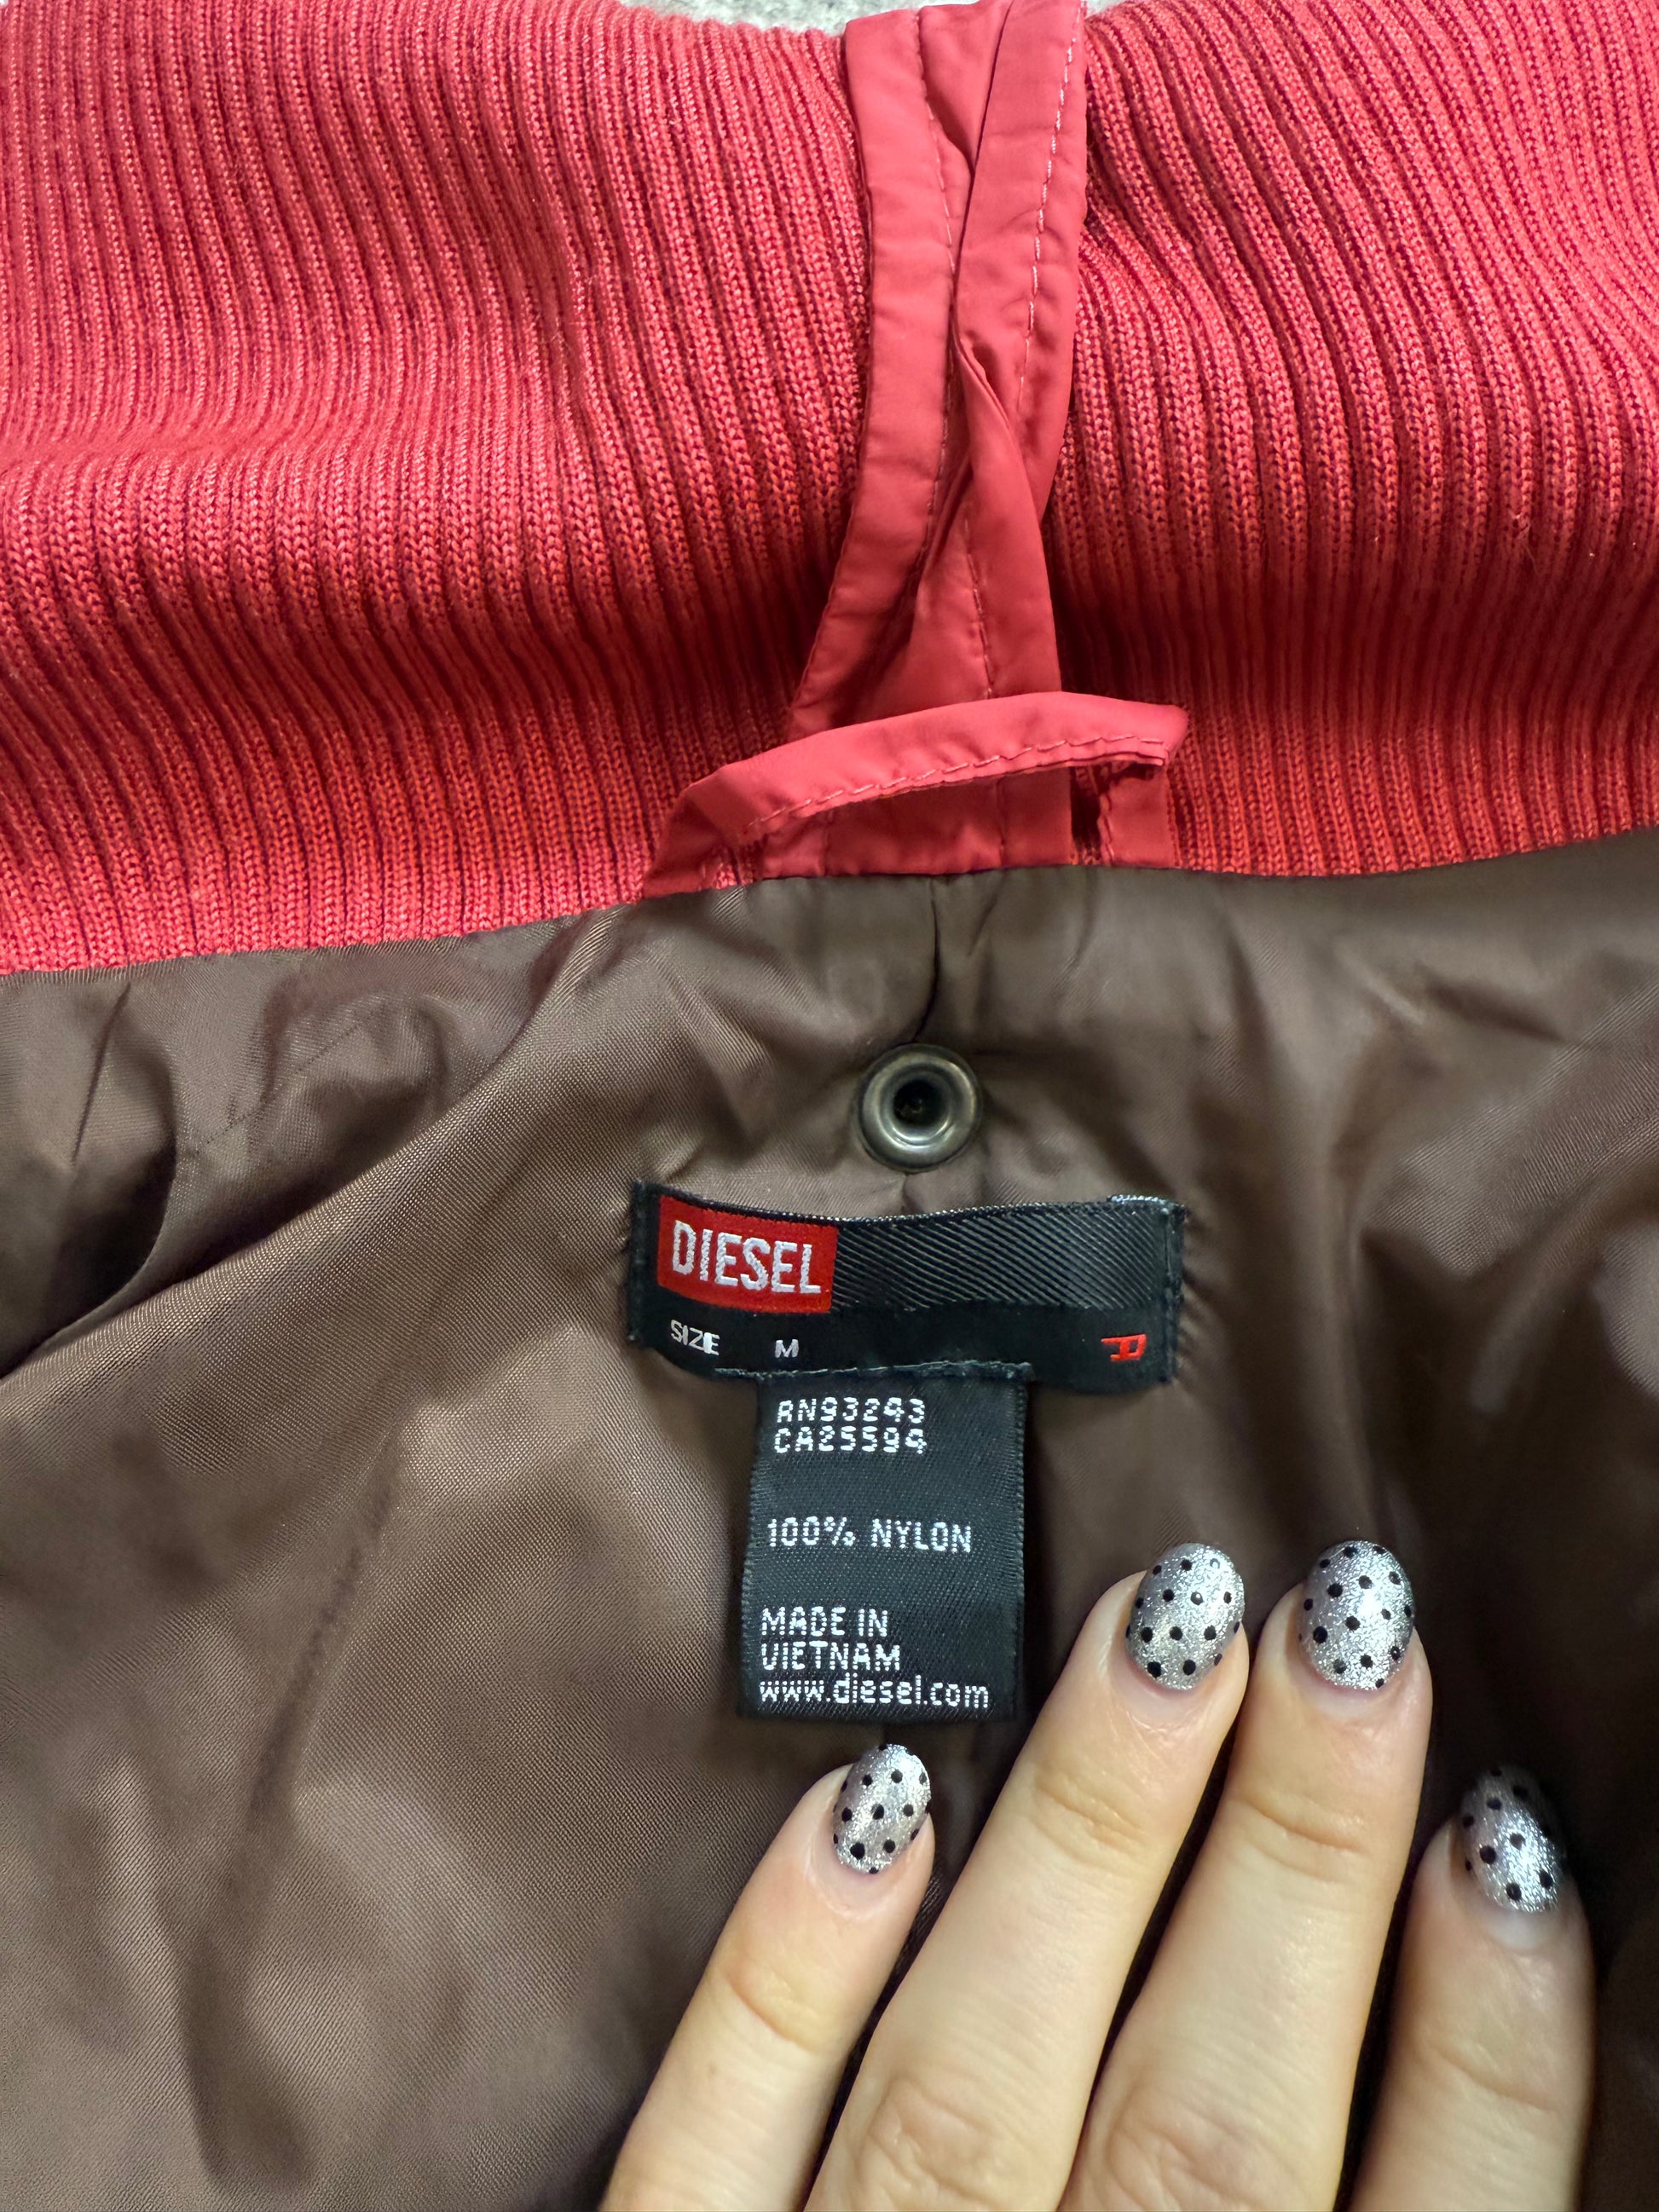 DIESEL
SIZE M
RN93243
CA25594
100% NYLON
MADE IN
VIETNAM
www.diesel.com